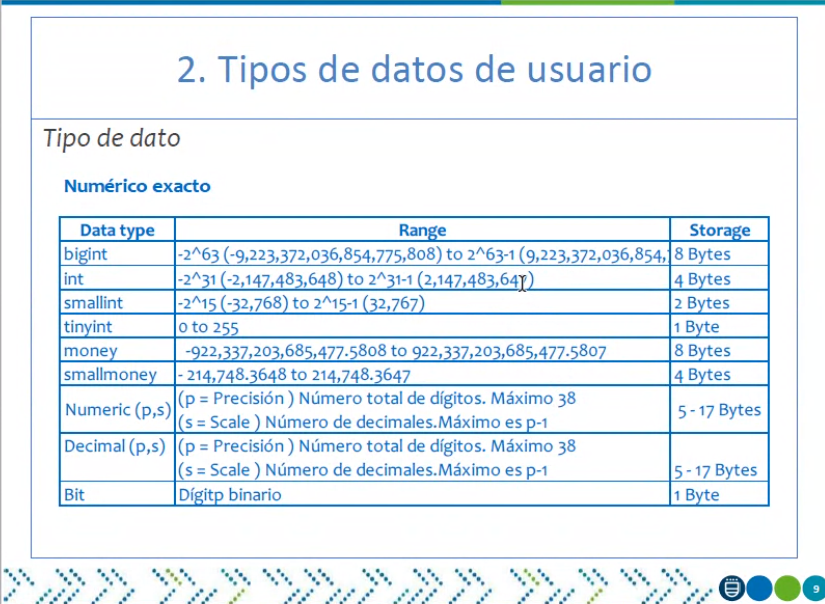 2. Tipos de datos de usuario
Tipo de dato
Numérico exacto
Data type Range Storage
bigint -2^63 (-9,223,372,036,854,775,808) to 2^63-1 (9,223,372,036,854, 8 Bytes
int -2^31 (-2,147,483,648) to 2^31-1 (2,147,483,647) 4 Bytes
smallint -2^15 (-32,768) to 2^15-1 (32,767) 2 Bytes
tinyint 0 to 255 1 Byte
money -922,337,203,685,477.5808 to 922,337,203,685,477.5807 8 Bytes
smallmoney - 214,748.3648 to 214,748.3647 4 Bytes
Numeric (p,s) (p = Precisión ) Número total de dígitos. Máximo 38
(s = Scale ) Número de decimales.Máximo es p-1 5 - 17 Bytes
Decimal (p,s) (p = Precisión ) Número total de dígitos. Máximo 38
(s = Scale ) Número de decimales.Máximo es p-1 5 - 17 Bytes
Bit Dígitp binario 1 Byte
9